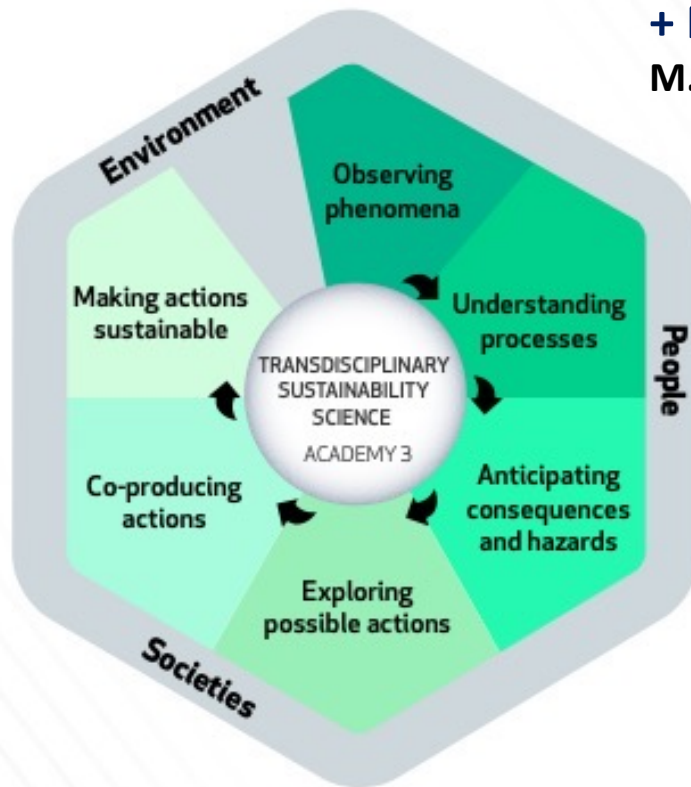 +
M.
Environment
Observing
phenomena
Understanding
processes
People
Anticipating
consequences
and hazards
Exploring
possible actions
Societies
Co-producing
actions
Making actions
sustainable
TRANSDISCIPLINARY
SUSTAINABILITY
SCIENCE
ACADEMY 3